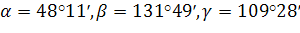 α = 48°11′, β = 131°49′, γ = 109°28′